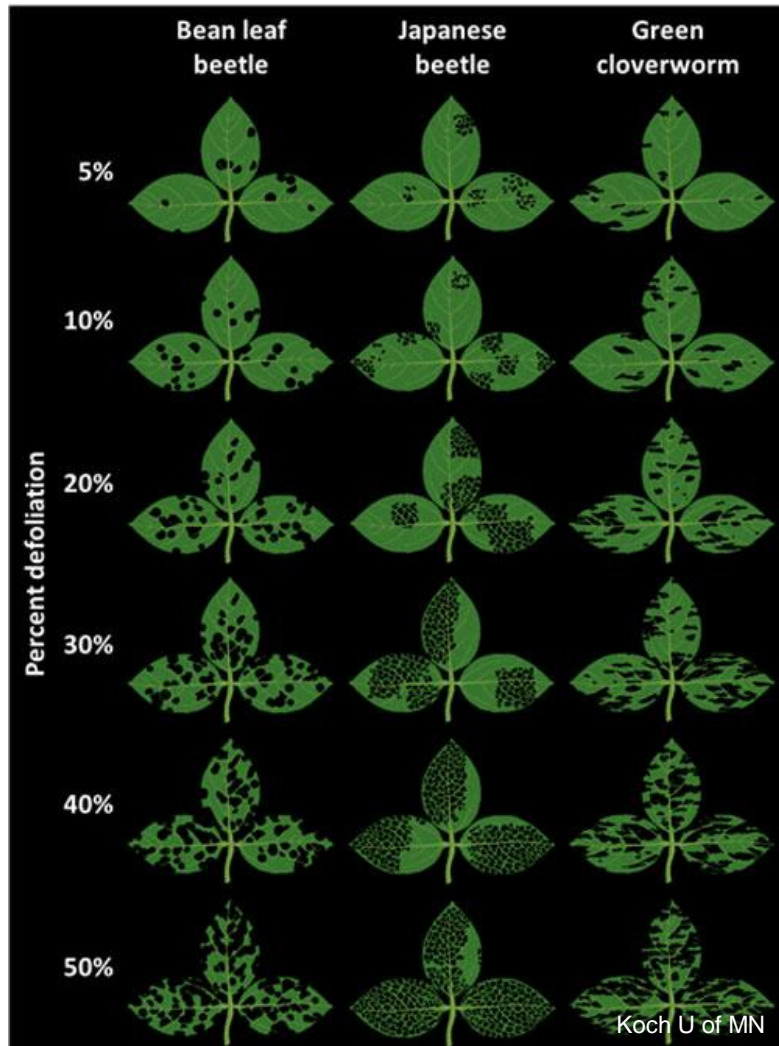 Bean leaf
beetle
Japanese
beetle
Green
cloverworm
Percent defoliation
5%
10%
20%
30%
40%
50%
Koch U of MN